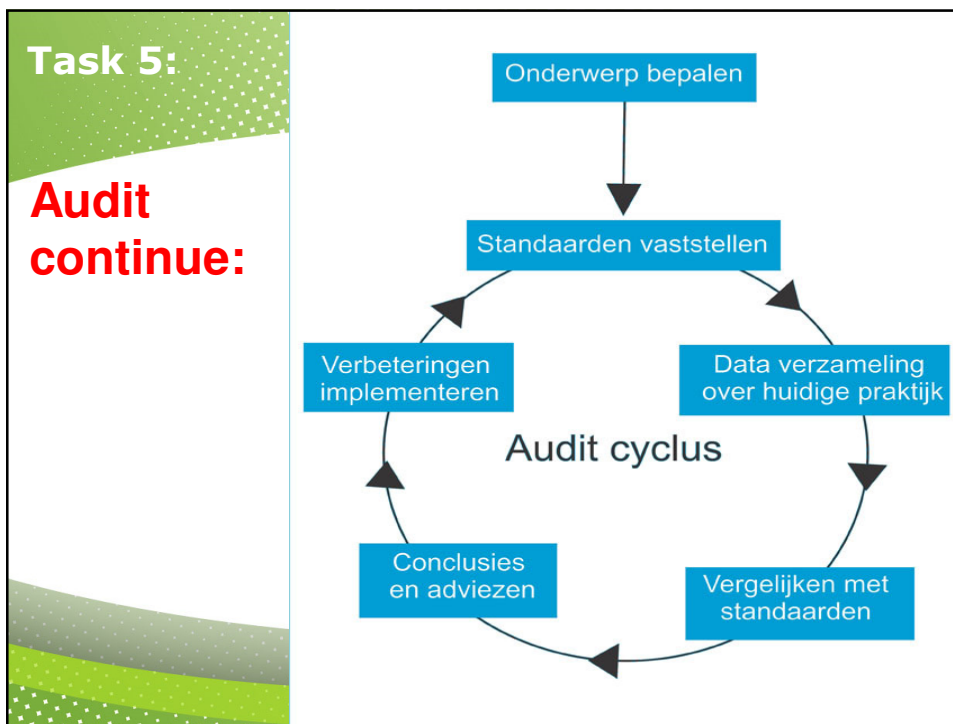 Task 5:
Audit
continue:
Onderwerp bepalen
Standaarden vaststellen
Data verzameling
over huidige praktijk
Vergelijken met
standaarden
Conclusies
en adviezen
Verbeteringen
implementeren
Audit cyclus